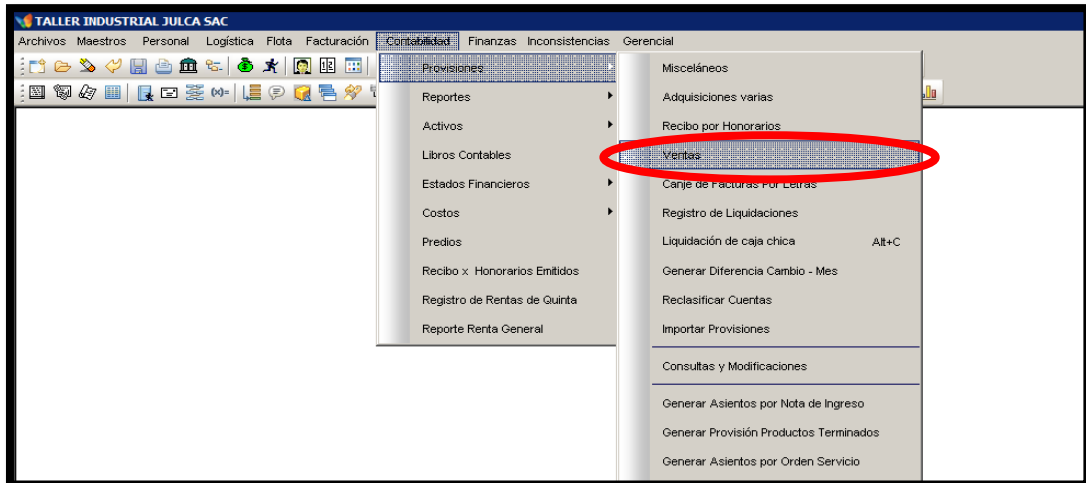 TALLER INDUSTRIAL JULCA SAC
Archivos Maestros Personal Logística Flota Facturación Contabilidad Finanzas Inconsistencias Gerencial
Provisiones
Reportes
Activos
Libros Contables
Estados Financieros
Costos
Predios
Recibo x Honorarios Emitidos
Registro de Rentas de Quinta
Reporte Renta General
Misceláneos
Adquisiciones varias
Recibo por Honorarios
Ventas
Canje de Facturas Por Letras
Registro de Liquidaciones
Liquidación de caja chica Alt+C
Generar Diferencia Cambio - Mes
Reclasificar Cuentas
Importar Provisiones
Consultas y Modificaciones
Generar Asientos por Nota de Ingreso
Generar Provisión Productos Terminados
Generar Asientos por Orden Servicio